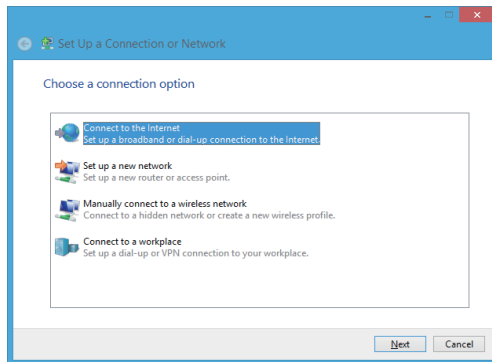 Set Up a Connection or Network
Choose a connection option
Connect to the Internet
Set up a broadband or dial-up connection to the Internet.
Set up a new network
Set up a new router or access point.
Manually connect to a wireless network
Connect to a hidden network or create a new wireless profile.
Connect to a workplace
Set up a dial-up or VPN connection to your workplace.
Next Cancel